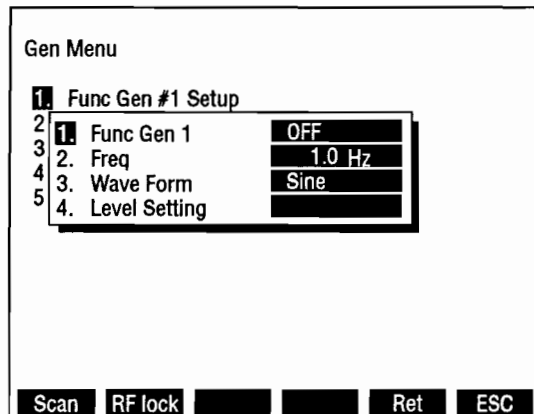 Gen Menu
1. Func Gen #1 Setup
2
3
4
5
1. Func Gen 1 OFF
2. Freq 1.0 Hz
3. Wave Form Sine
4. Level Setting
Scan RF lock Ret ESC